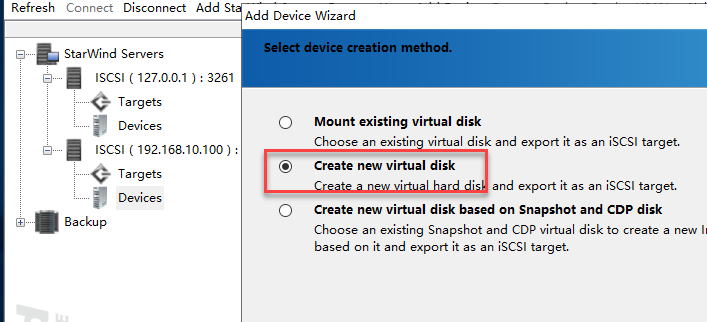 Refresh Connect Disconnect
Add Device Wizard
StarWind Servers
ISCSI ( 127.0.0.1 ) : 3261
Targets
Devices
ISCSI ( 192.168.10.100 ) :
Targets
Devices
Backup
Select device creation method.
Mount existing virtual disk
Choose an existing virtual disk and export it as an iSCSI target.
Create new virtual disk
Create a new virtual hard disk and export it as an iSCSI target.
Create new virtual disk based on Snapshot and CDP disk
Choose an existing Snapshot and CDP virtual disk to create a new
based on it and export it as an iSCSI target.